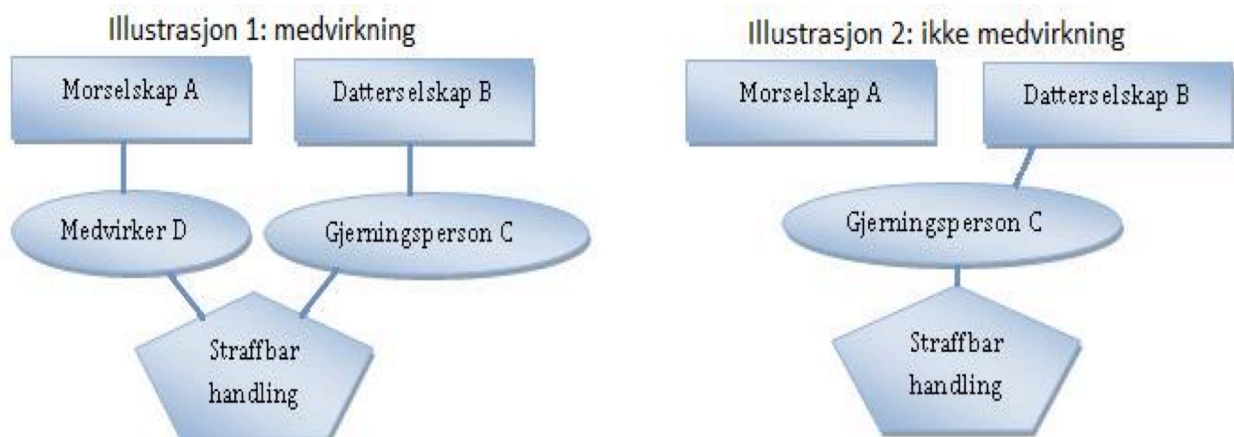 Illustrasjon 1: medvirkning
Morselskap A
Datterselskap B
Medvirker D
Gjerningsperson C
Straffbar
handling
Illustrasjon 2: ikke medvirkning
Morselskap A
Datterselskap B
Gjerningsperson C
Straffbar
handling